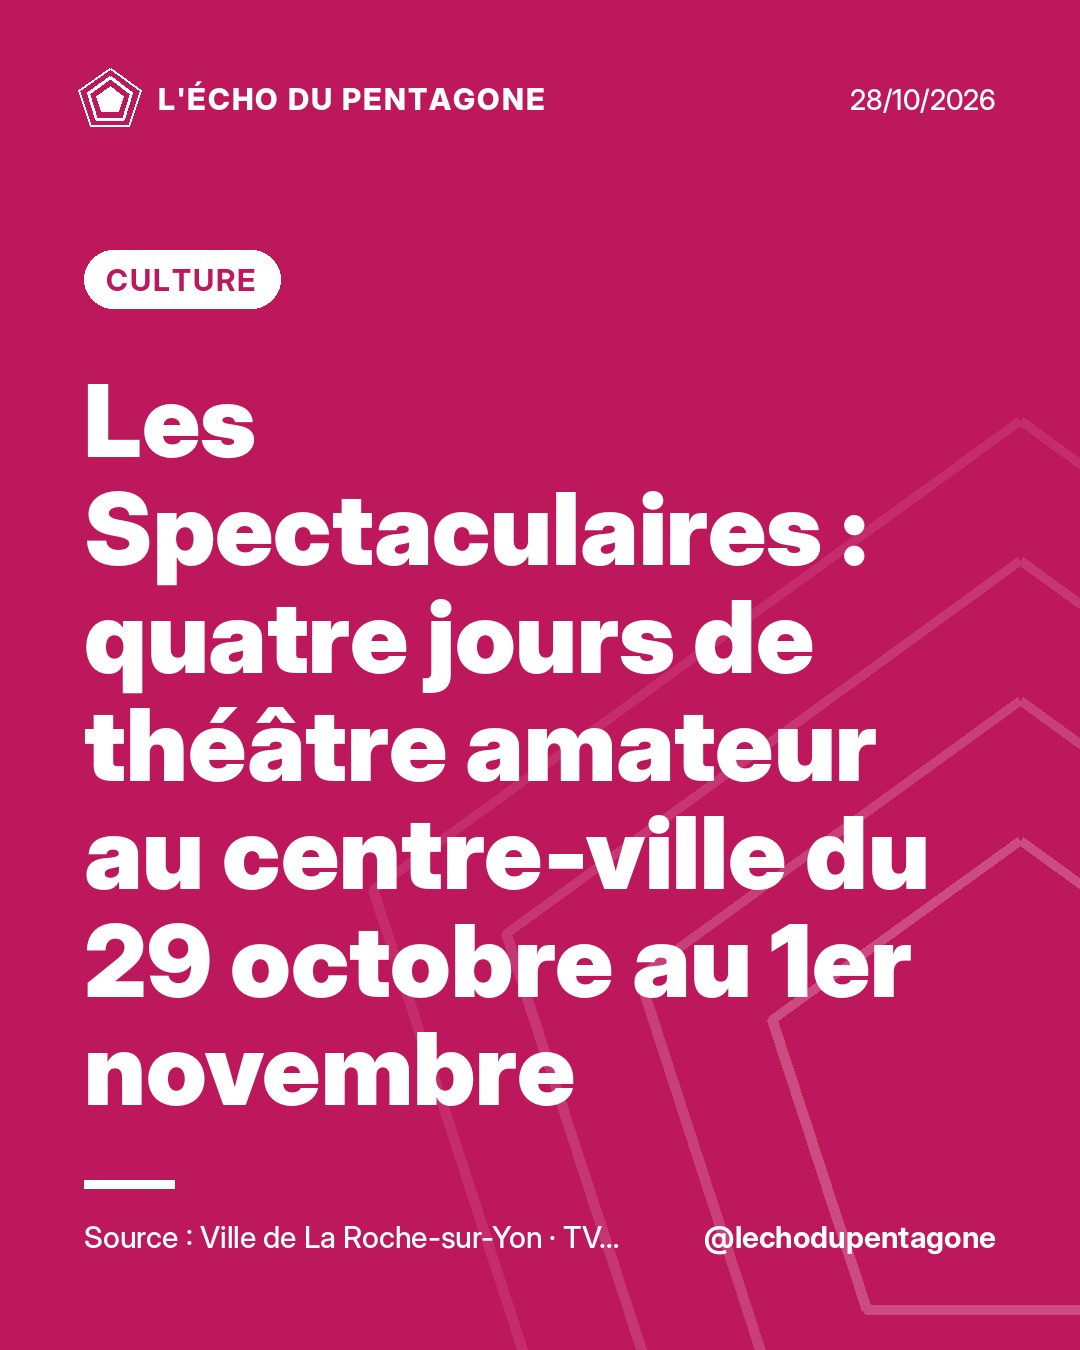 L'ÉCHO DU PENTAGONE
28/10/2026
CULTURE
Les
Spectaculaires :
quatre jours de
théâtre amateur
au centre-ville du
29 octobre au 1er
novembre
Source : Ville de La Roche-sur-Yon · TV...
@lechodupentagone